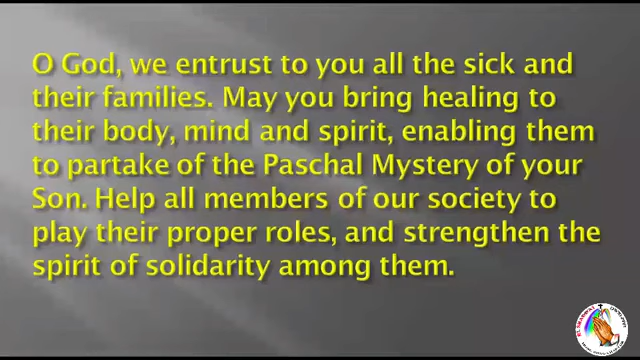 O God, we entrust to you all the sick and
their families. May you bring healing to
their body, mind and spirit, enabling them
to partake of the Paschal Mystery of your
Son. Help all members of our society to
play their proper roles, and strengthen the
spirit of solidarity among them.